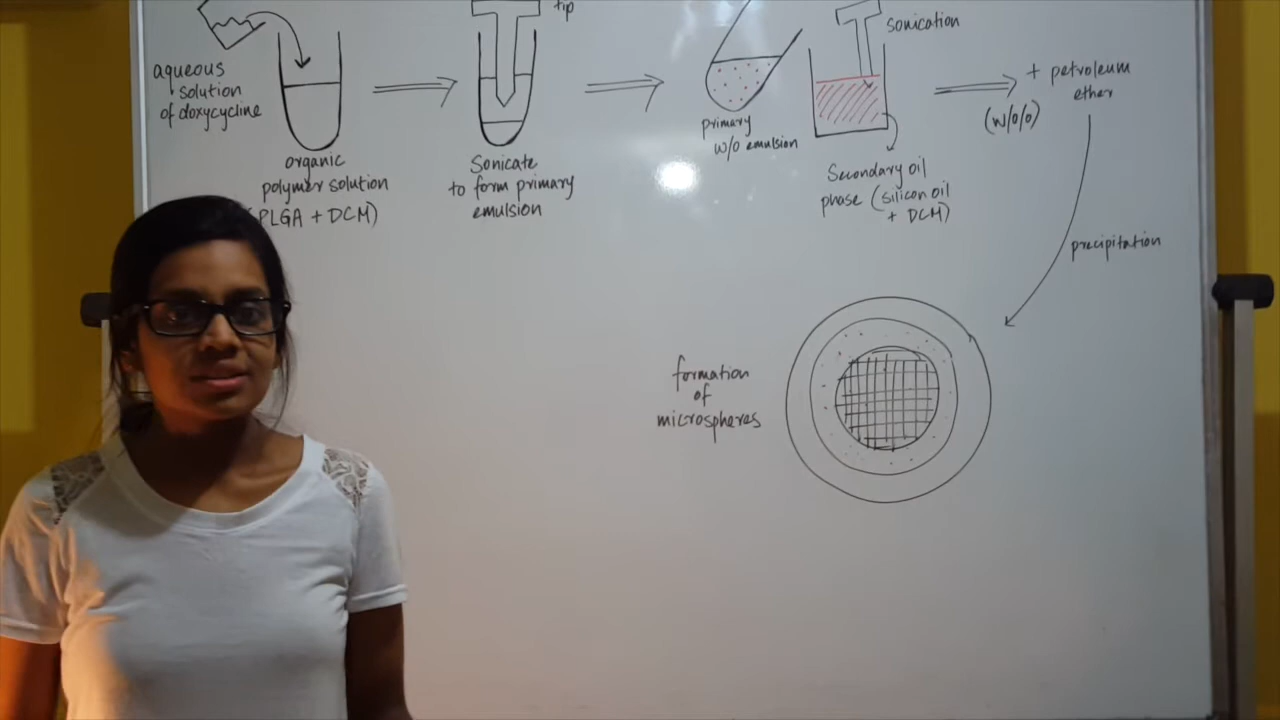 tip
Sonication
aqueous
solution
of doxycycline
organic
polymer solution
(PLGA + DCM)
Sonicate
to form primary
emulsion
primary
w/o emulsion
Secondary oil
phase (silicon oil
+ DCM)
(w/o/o)
+ petroleum
ether
precipitation
formation
of
microspheres